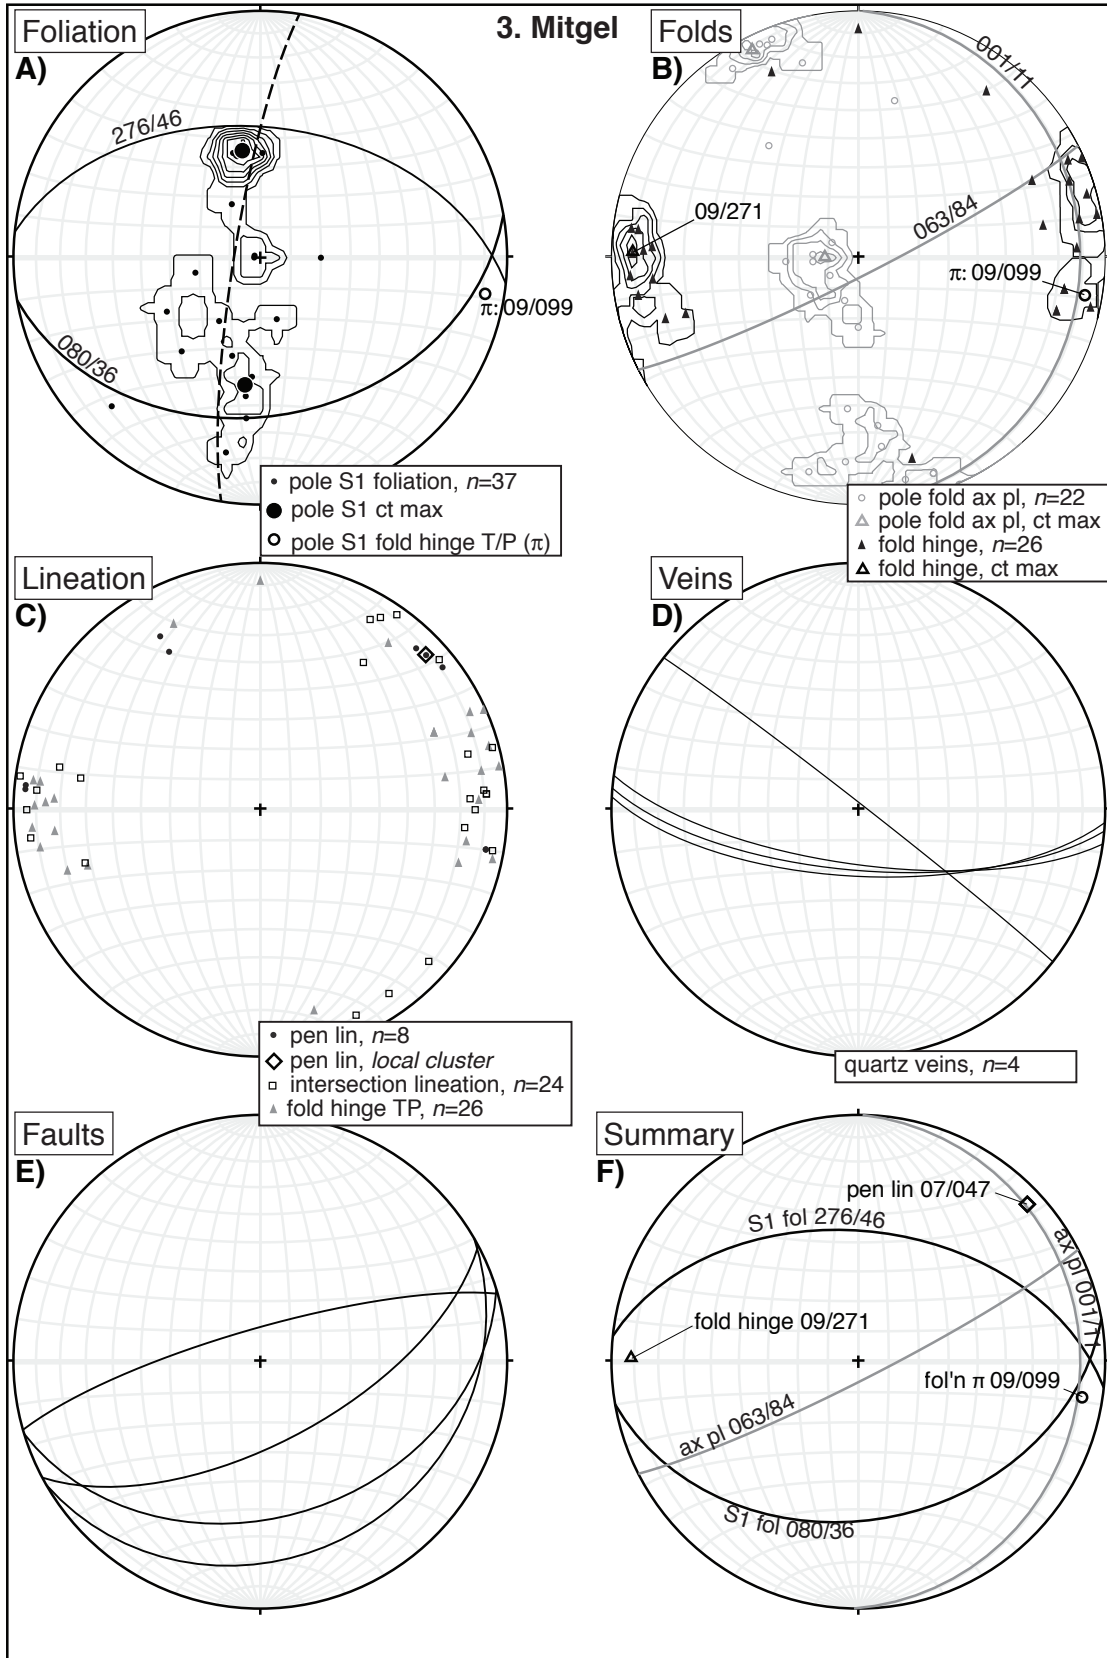 3. Mitgel
Foliation
A)
276/46
080/36
π: 09/099
pole S1 foliation, n=37
pole S1 ct max
pole S1 fold hinge T/P (π)
Folds
B)
001/11
09/271
063/84
π: 09/099
pole fold ax pl, n=22
pole fold ax pl, ct max
fold hinge, n=26
fold hinge, ct max
Lineation
C)
pen lin, n=8
pen lin, local cluster
intersection lineation, n=24
fold hinge TP, n=26
Veins
D)
quartz veins, n=4
Faults
E)
Summary
F)
pen lin 07/047
S1 fol 276/46
ax pl 001/11
fold hinge 09/271
fol'n π 09/099
ax pl 063/84
S1 fol 080/36